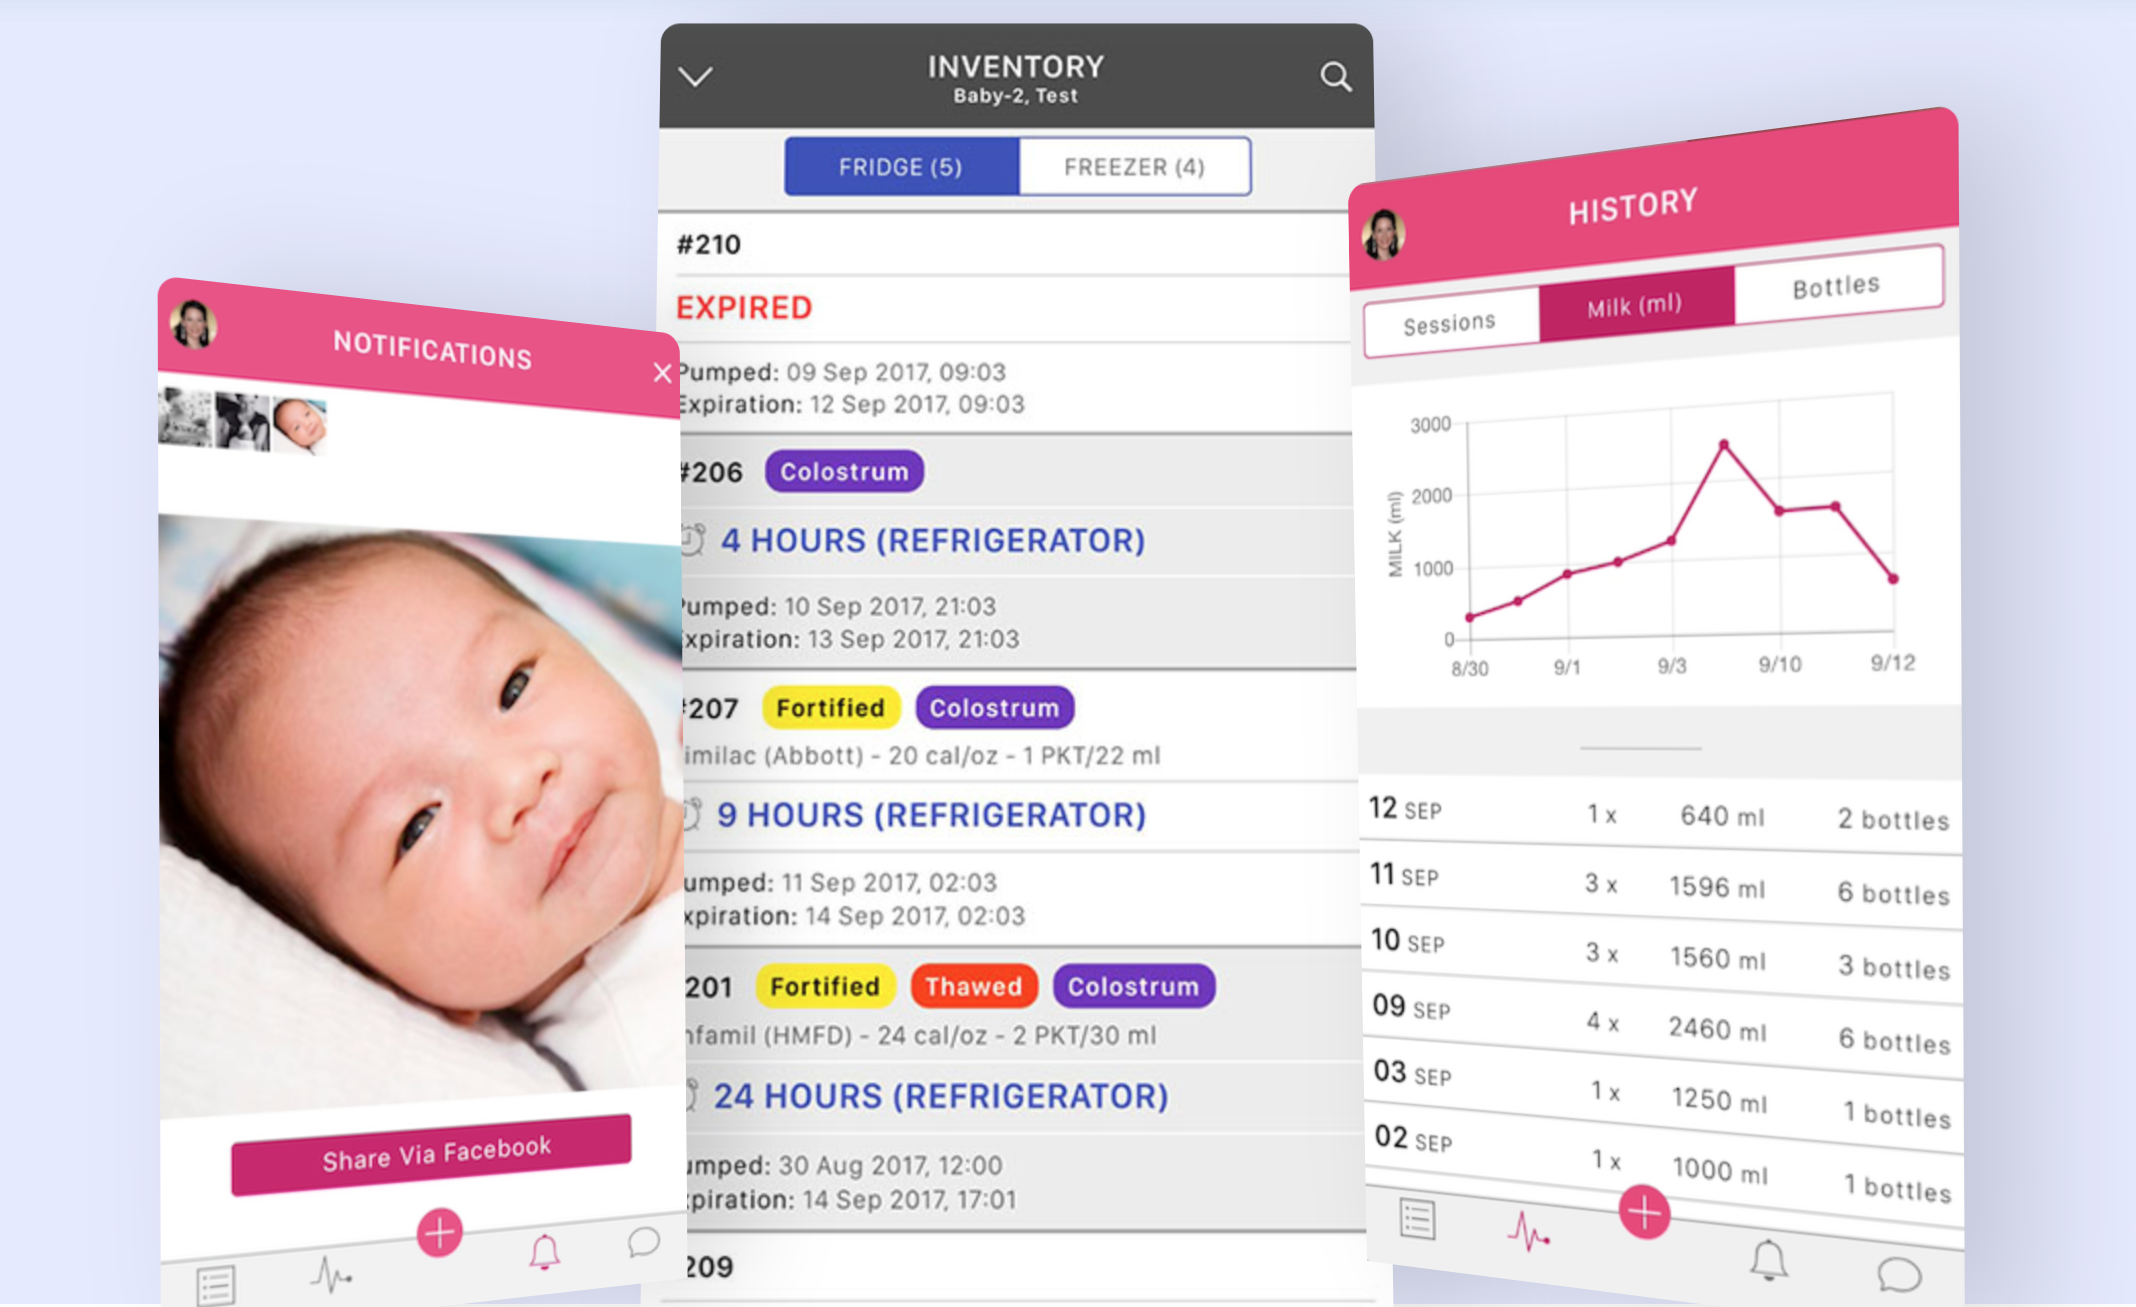 NOTIFICATIONS
Share Via Facebook
INVENTORY
Baby-2, Test
FRIDGE (5)
FREEZER (4)
#210
EXPIRED
Pumped: 09 Sep 2017, 09:03
Expiration: 12 Sep 2017, 09:03
#206 Colostrum
4 HOURS (REFRIGERATOR)
umped: 10 Sep 2017, 21:03
xpiration: 13 Sep 2017, 21:03
207 Fortified Colostrum
imilac (Abbott) - 20 cal/oz - 1 PKT/22 ml
9 HOURS (REFRIGERATOR)
umped: 11 Sep 2017, 02:03
xpiration: 14 Sep 2017, 02:03
201 Fortified Thawed Colostrum
nfamil (HMFD) - 24 cal/oz - 2 PKT/30 ml
24 HOURS (REFRIGERATOR)
umped: 30 Aug 2017, 12:00
piration: 14 Sep 2017, 17:01
209
HISTORY
Sessions
Milk (ml)
Bottles
MILK (ml)
3000
2000
1000
0
8/30 9/1 9/3 9/10 9/12
12 SEP 1 x 640 ml 2 bottles
11 SEP 3 x 1596 ml 6 bottles
10 SEP 3 x 1560 ml 3 bottles
09 SEP 4 x 2460 ml 6 bottles
03 SEP 1 x 1250 ml 1 bottles
02 SEP 1 x 1000 ml 1 bottles